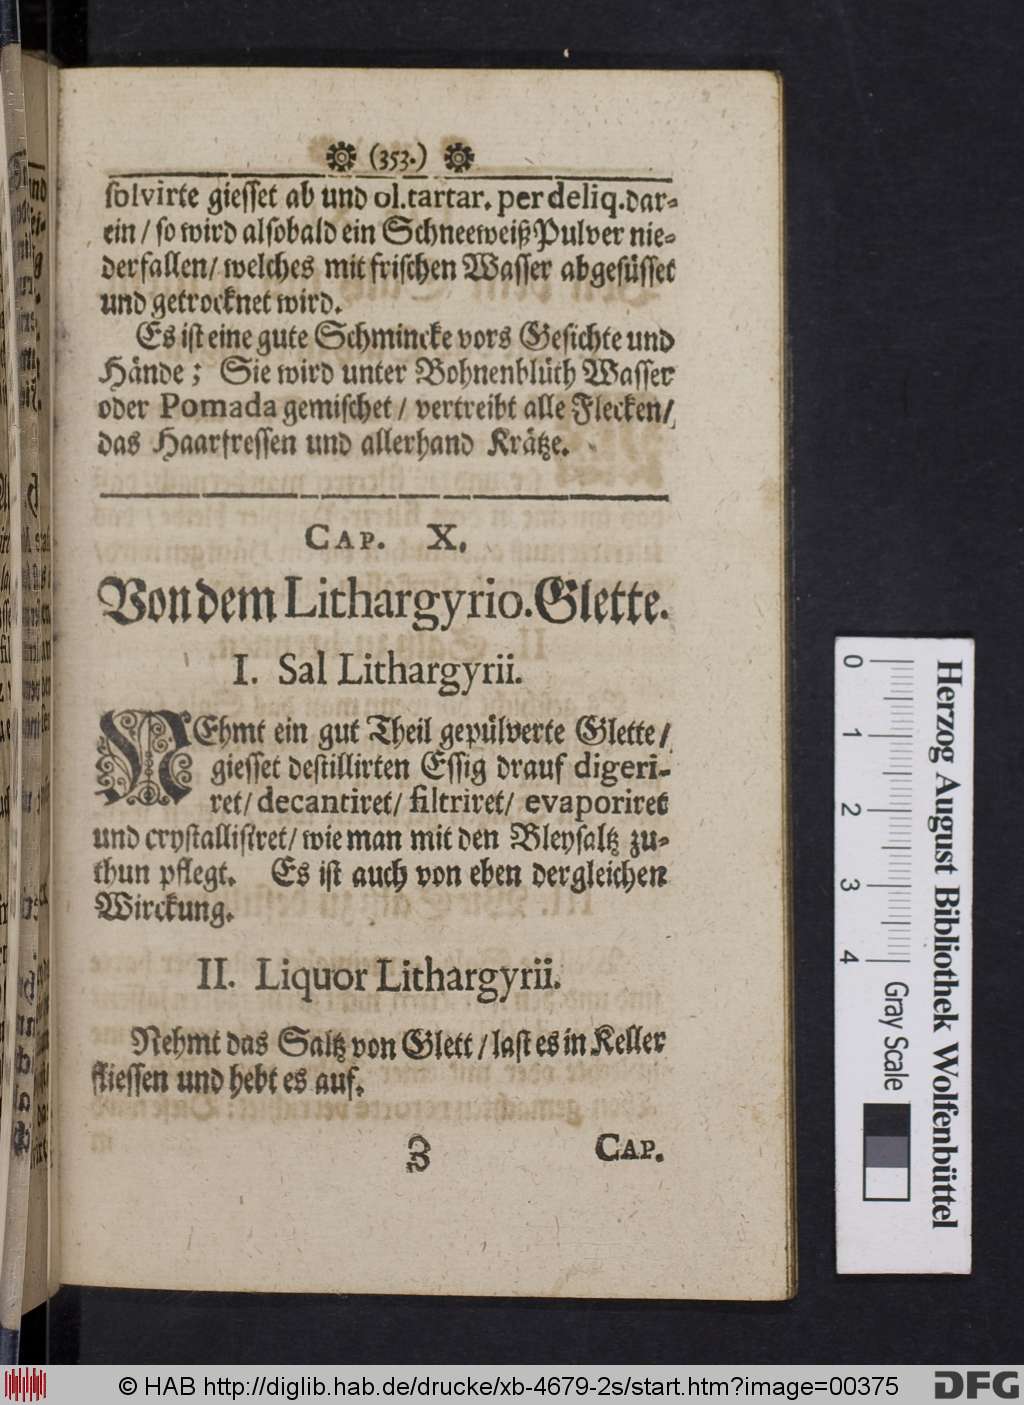 (353.)
solvirte giesset ab und ol. tartar. per deliq. dar-
ein / so wird alsobald ein Schneeweiß Pulver nie-
derfallen / welches mit frischen Wasser abgesüsset
und getrocknet wird.
Es ist eine gute Schmincke vors Gesichte und
Hände; Sie wird unter Bohnenblüth Wasser
oder Pomada gemischet / vertreibt alle Flecken /
das Haarfressen und allerhand Krätze.
CAP. X.
Von dem Lithargyrio. Glette.
I. Sal Lithargyrii.
NEhmt ein gut Theil gepülverte Glette /
giesset destillirten Essig drauf digeri-
ret / decantiret / filtriret / evaporiret
und crystallisiret / wie man mit den Bleysaltz zu-
thun pflegt. Es ist auch von eben dergleichen
Wirckung.
II. Liquor Lithargyrii.
Nehmt das Saltz von Glett / last es in Keller
fliessen und hebt es auf.
Z CAP.
0 1 2 3 4
Gray Scale
Herzog August Bibliothek Wolfenbüttel
© HAB http://diglib.hab.de/drucke/xb-4679-2s/start.htm?image=00375
DFG